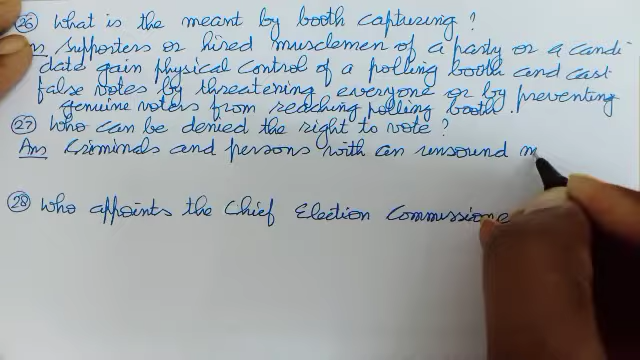 26 What is the meant by booth capturing ?
Ans Supporters or hired musclemen of a party or a candi-
date gain physical control of a polling booth and cast
false votes by threatening everyone or by preventing
genuine voters from reaching polling booth.
27 Who can be denied the right to vote ?
Ans Criminals and persons with an unsound m
28 Who appoints the Chief Election Commissione